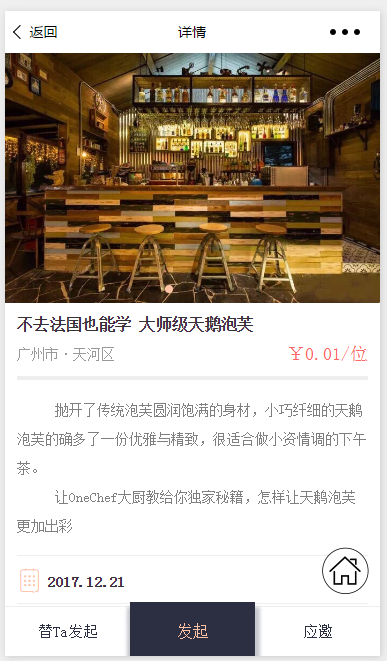 返回 详情
不去法国也能学 大师级天鹅泡芙
广州市·天河区 ￥0.01/位
抛开了传统泡芙圆润饱满的身材，小巧纤细的天鹅
泡芙的确多了一份优雅与精致，很适合做小资情调的下午
茶。
让OneChef大厨教给你独家秘籍，怎样让天鹅泡芙
更加出彩
2017.12.21
替Ta发起 发起 应邀